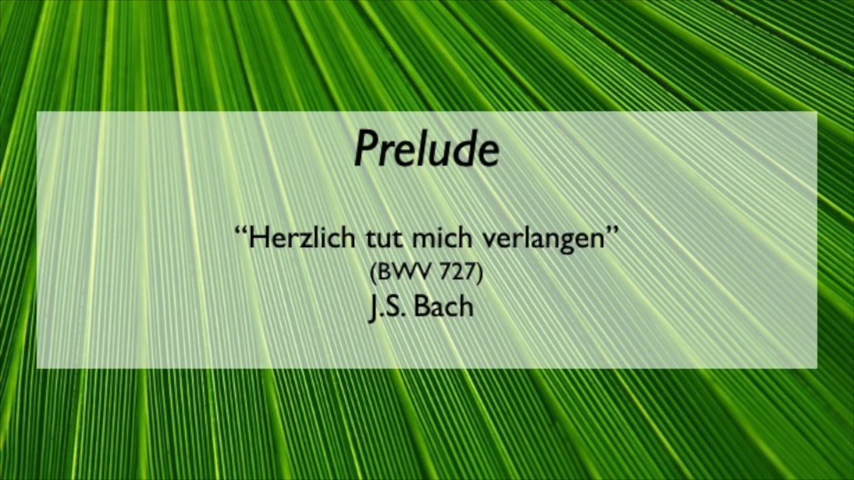 Prelude
“Herzlich tut mich verlangen”
(BWV 727)
J.S. Bach